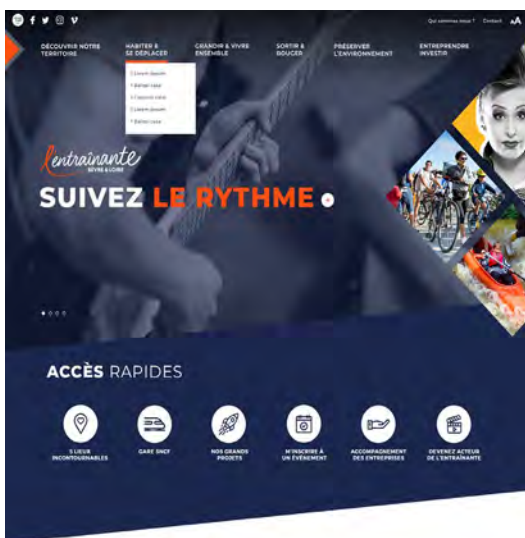 Qui sommes nous ? Contact AA
DÉCOUVRIR NOTRE
TERRITOIRE
HABITER &
SE DÉPLACER
GRANDIR & VIVRE
ENSEMBLE
SORTIR &
BOUGER
PRÉSERVER
L'ENVIRONNEMENT
ENTREPRENDRE
INVESTIR
l'entraînante
SÈVRE & LOIRE
SUIVEZ LE RYTHME
ACCÈS RAPIDES
5 LIEUX
INCONTOURNABLES
GARE SNCF
NOS GRANDS
PROJETS
M'INSCRIRE À
UN ÉVÉNEMENT
ACCOMPAGNEMENT
DES ENTREPRISES
DEVENEZ ACTEUR
DE L'ENTRAÎNANTE